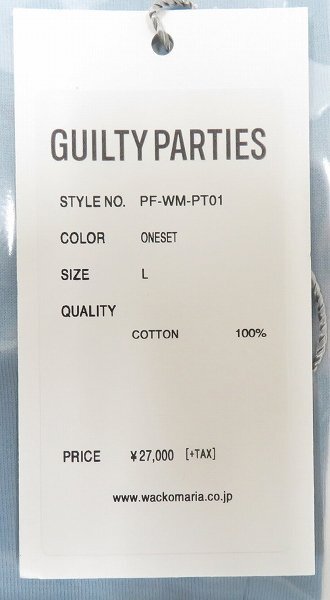 GUILTY PARTIES
STYLE NO. PF-WM-PT01
COLOR ONESET
SIZE L
QUALITY
COTTON 100%
PRICE ¥27,000 [+TAX]
www.wackomaria.co.jp